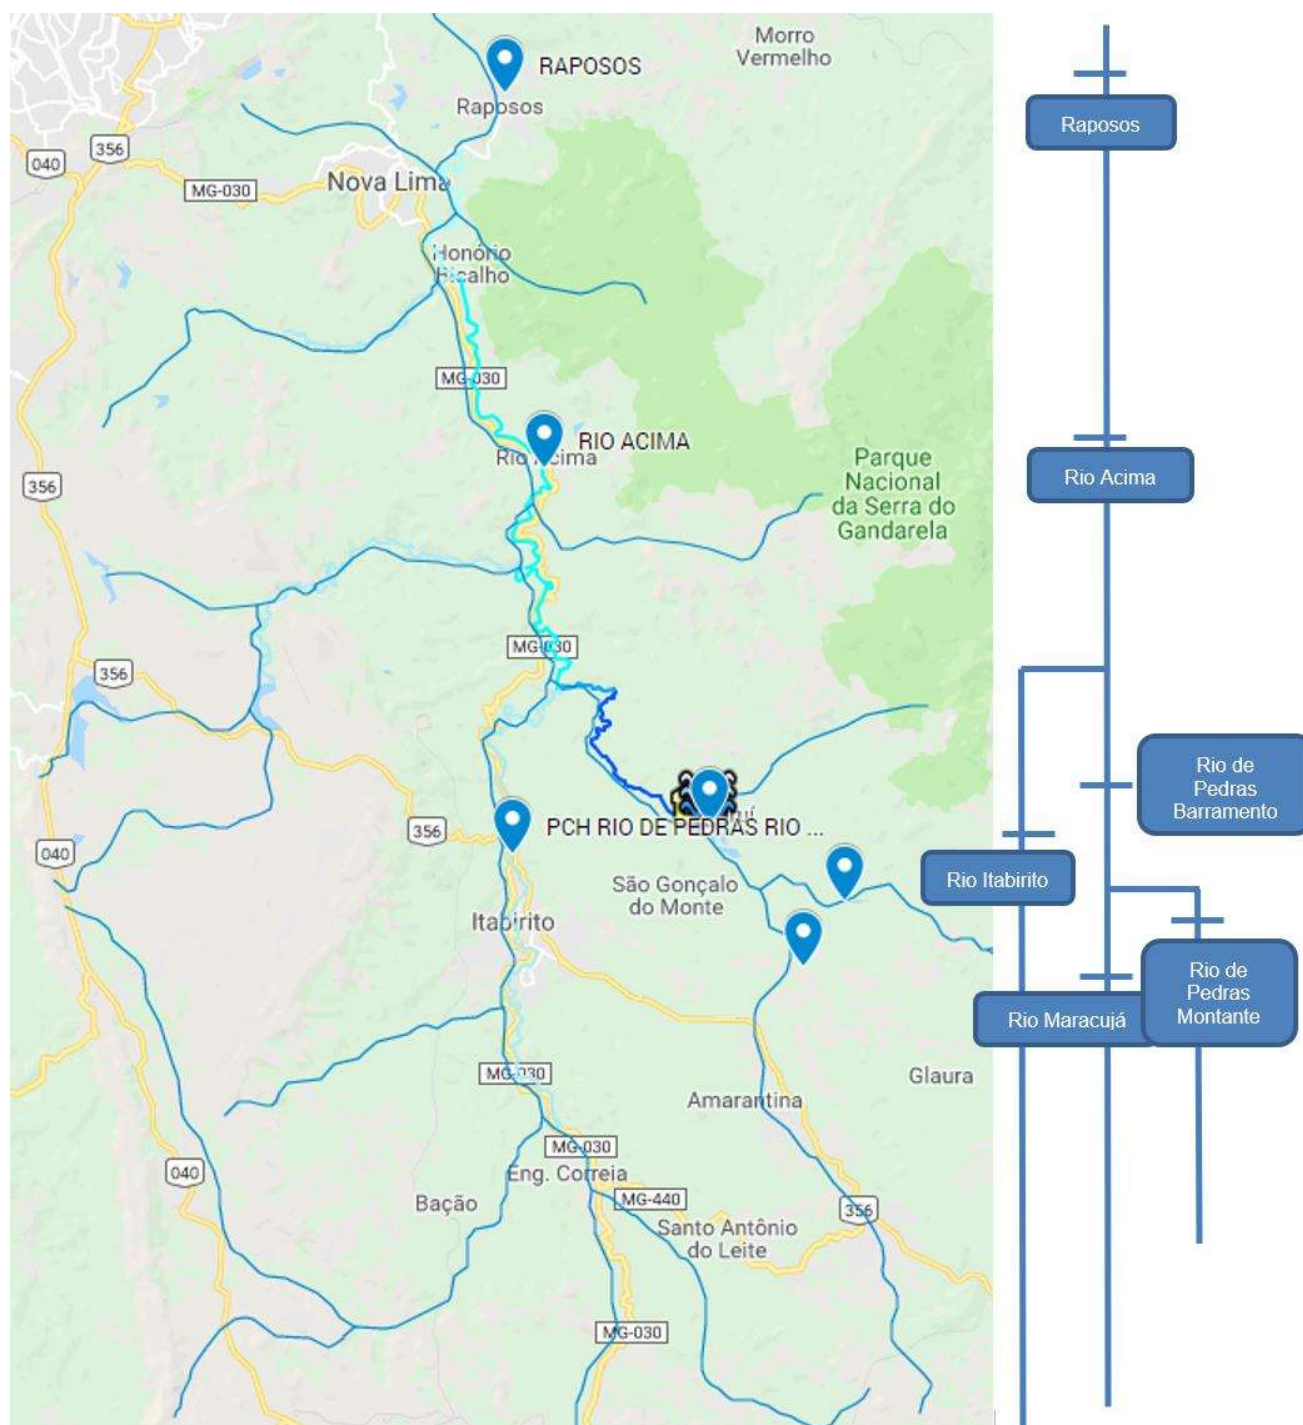 Morro
Vermelho
RAPOSOS
Raposos
040
356
MG-030
Nova Lima
Honório
Bicalho
MG-030
RIO ACIMA
Rio Acima
356
Parque
Nacional
da Serra do
Gandarela
MG-030
356
PCH RIO DE PEDRAS RIO ...
356
040
São Gonçalo
do Monte
Itabirito
MG-030
Glaura
Amarantina
MG-030
Eng. Correia
040
Bação
MG-440
356
Santo Antônio
do Leite
MG-030
Raposos
Rio Acima
Rio de
Pedras
Barramento
Rio Itabirito
Rio de
Pedras
Montante
Rio Maracujá